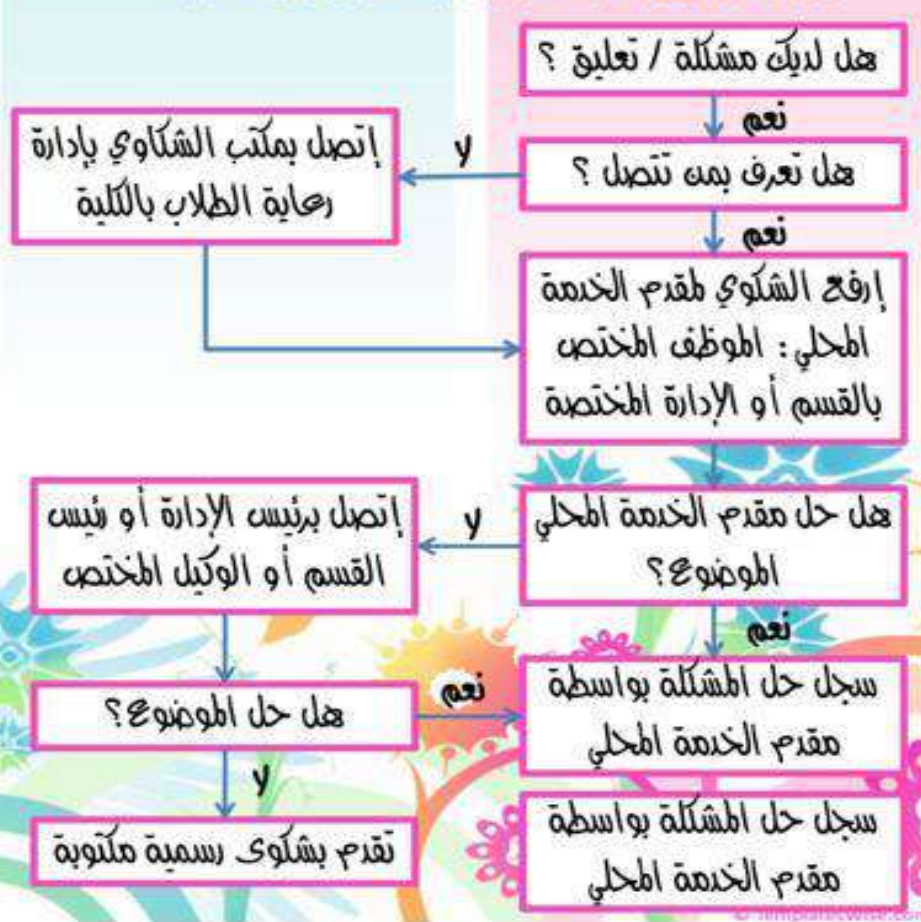 هل لديك مشكلة / تعليق ؟
نعم
هل تعرف بمن تتصل ؟
لا
إتصل بمكتب الشكاوي بإدارة
رعاية الطلاب بالكلية
نعم
إرفع الشكوي لمقدم الخدمة
المحلي : الموظف المختص
بالقسم أو الإدارة المختصة
هل حل مقدم الخدمة المحلي
الموضوع؟
لا
إتصل برئيس الإدارة أو رئيس
القسم أو الوكيل المختص
نعم
سجل حل المشكلة بواسطة
مقدم الخدمة المحلي
هل حل الموضوع؟
نعم
لا
تقدم بشكوى رسمية مكتوبة
سجل حل المشكلة بواسطة
مقدم الخدمة المحلي